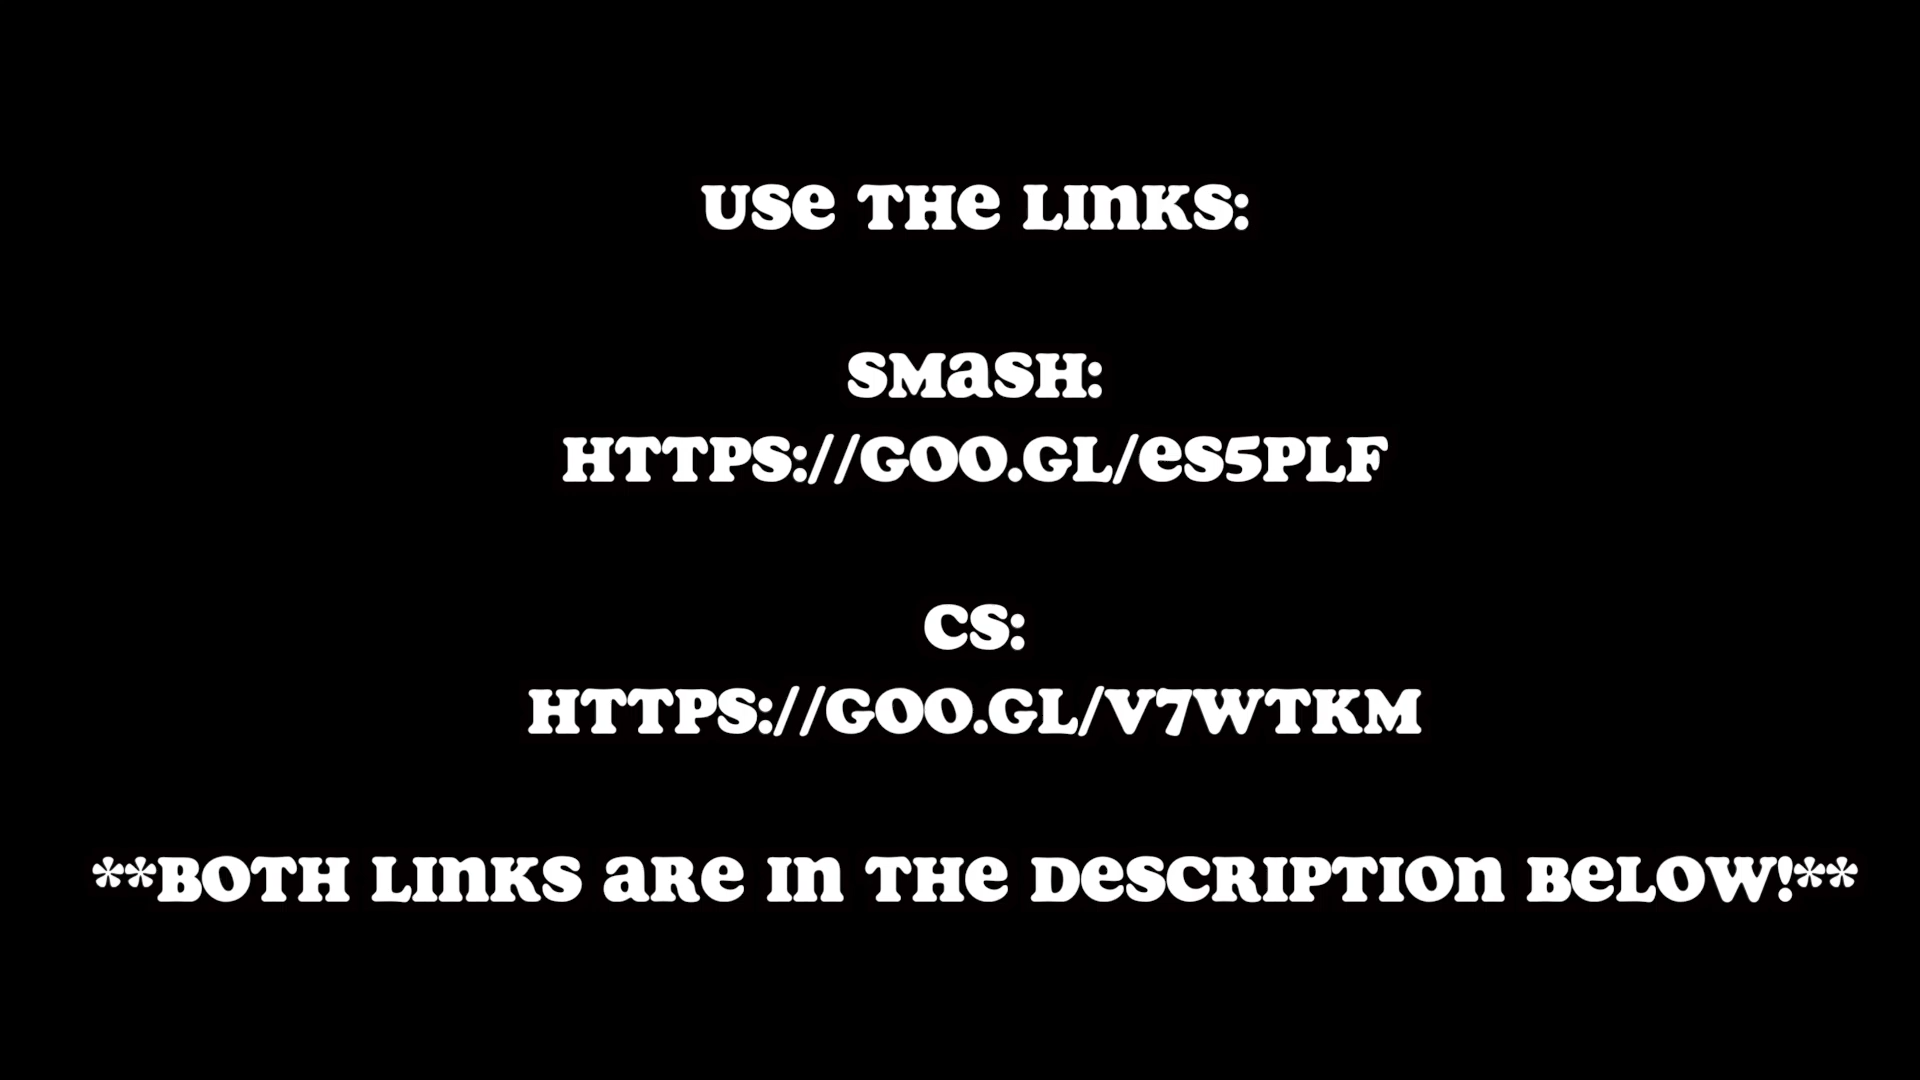 USE THE LINKS:
SMASH:
HTTPS://GOO.GL/ES5PLF
CS:
HTTPS://GOO.GL/V7WTKM
**BOTH LINKS ARE IN THE DESCRIPTION BELOW!**